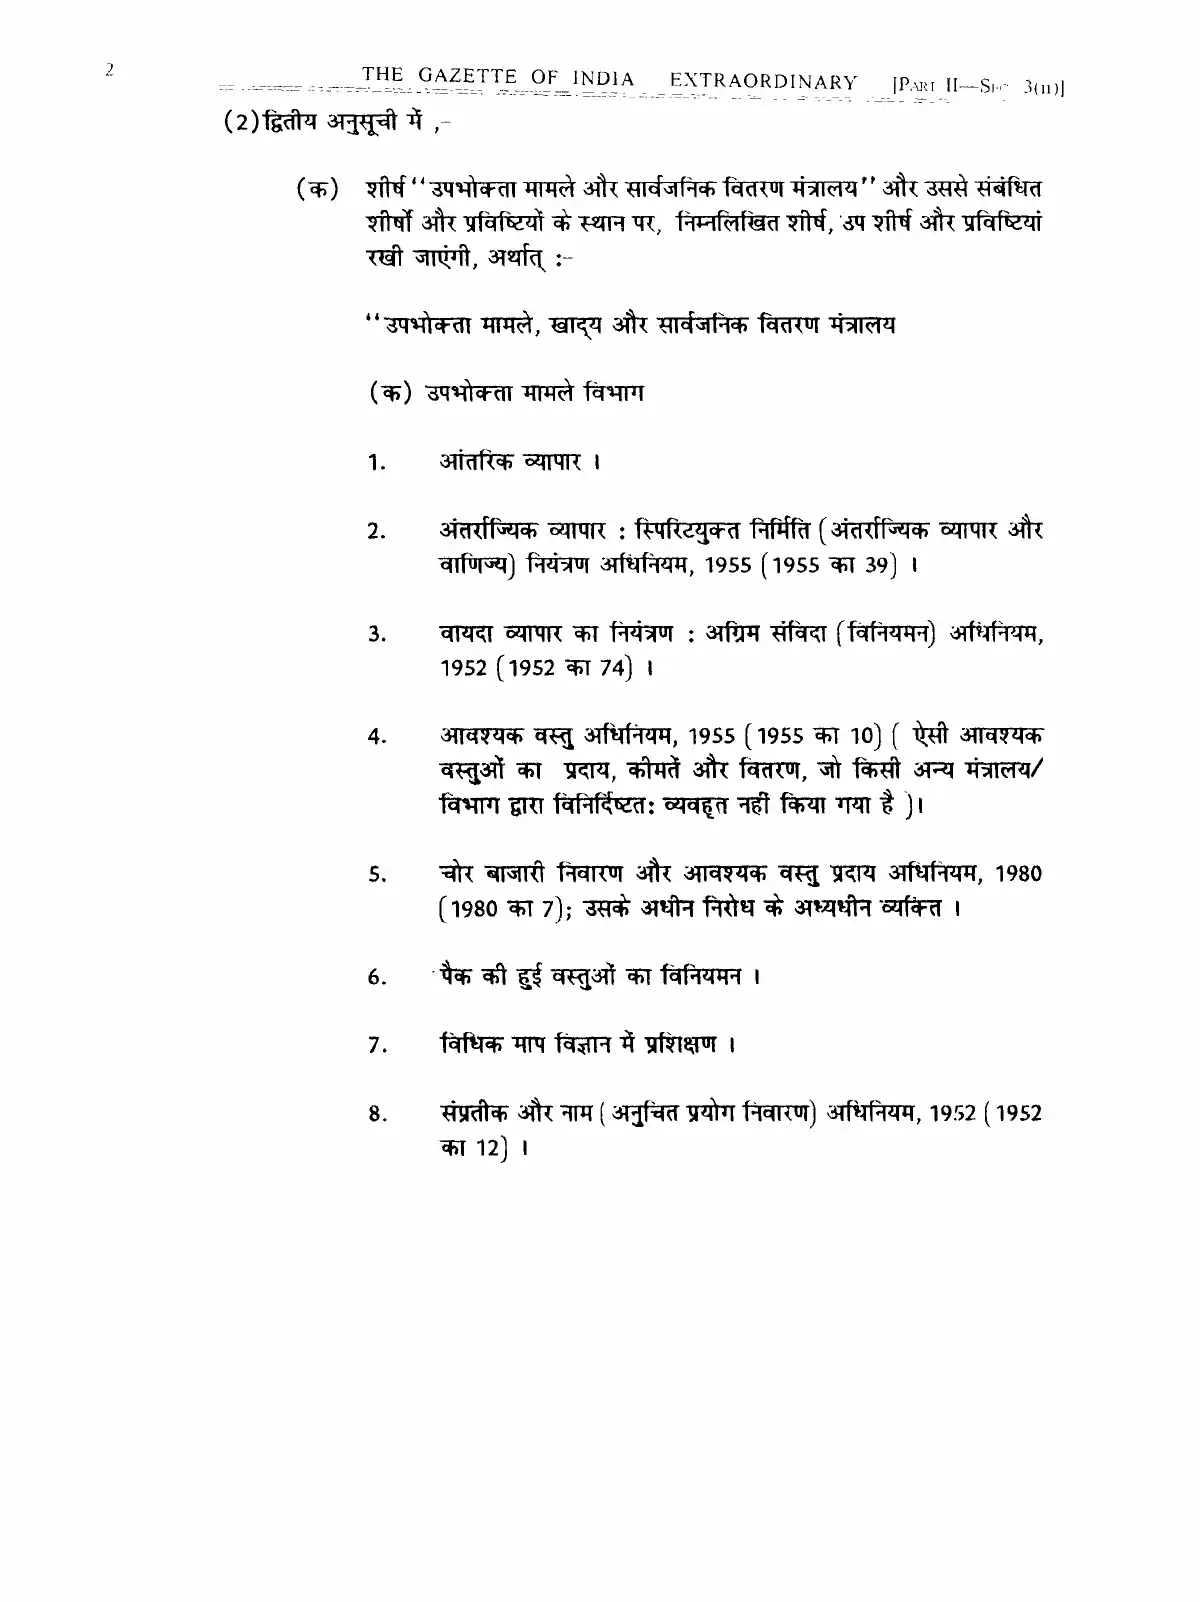 2
THE GAZETTE OF INDIA EXTRAORDINARY [PART II—SEC 3(ii)]
(2) द्वितीय अनुसूची में ,-
(क) शीर्ष "उपभोक्ता मामले और सार्वजनिक वितरण मंत्रालय" और उससे संबंधित
शीर्षों और प्रविष्टियों के स्थान पर, निम्नलिखित शीर्ष, उप शीर्ष और प्रविष्टियां
रखी जाएंगी, अर्थात् :-
"उपभोक्ता मामले, खाद्य और सार्वजनिक वितरण मंत्रालय
(क) उपभोक्ता मामले विभाग
1. आंतरिक व्यापार ।
2. अंतर्राज्यिक व्यापार : स्पिरिटयुक्त निर्मिति (अंतर्राज्यिक व्यापार और
वाणिज्य) नियंत्रण अधिनियम, 1955 (1955 का 39) ।
3. वायदा व्यापार का नियंत्रण : अग्रिम संविदा (विनियमन) अधिनियम,
1952 (1952 का 74) ।
4. आवश्यक वस्तु अधिनियम, 1955 (1955 का 10) ( ऐसी आवश्यक
वस्तुओं का प्रदाय, कीमतें और वितरण, जो किसी अन्य मंत्रालय/
विभाग द्वारा विनिर्दिष्टत: व्यवहृत नहीं किया गया है )।
5. चोर बाजारी निवारण और आवश्यक वस्तु प्रदाय अधिनियम, 1980
(1980 का 7); उसके अधीन निरोध के अध्यधीन व्यक्ति ।
6. पैक की हुई वस्तुओं का विनियमन ।
7. विधिक माप विज्ञान में प्रशिक्षण ।
8. संप्रतीक और नाम (अनुचित प्रयोग निवारण) अधिनियम, 1952 (1952
का 12) ।